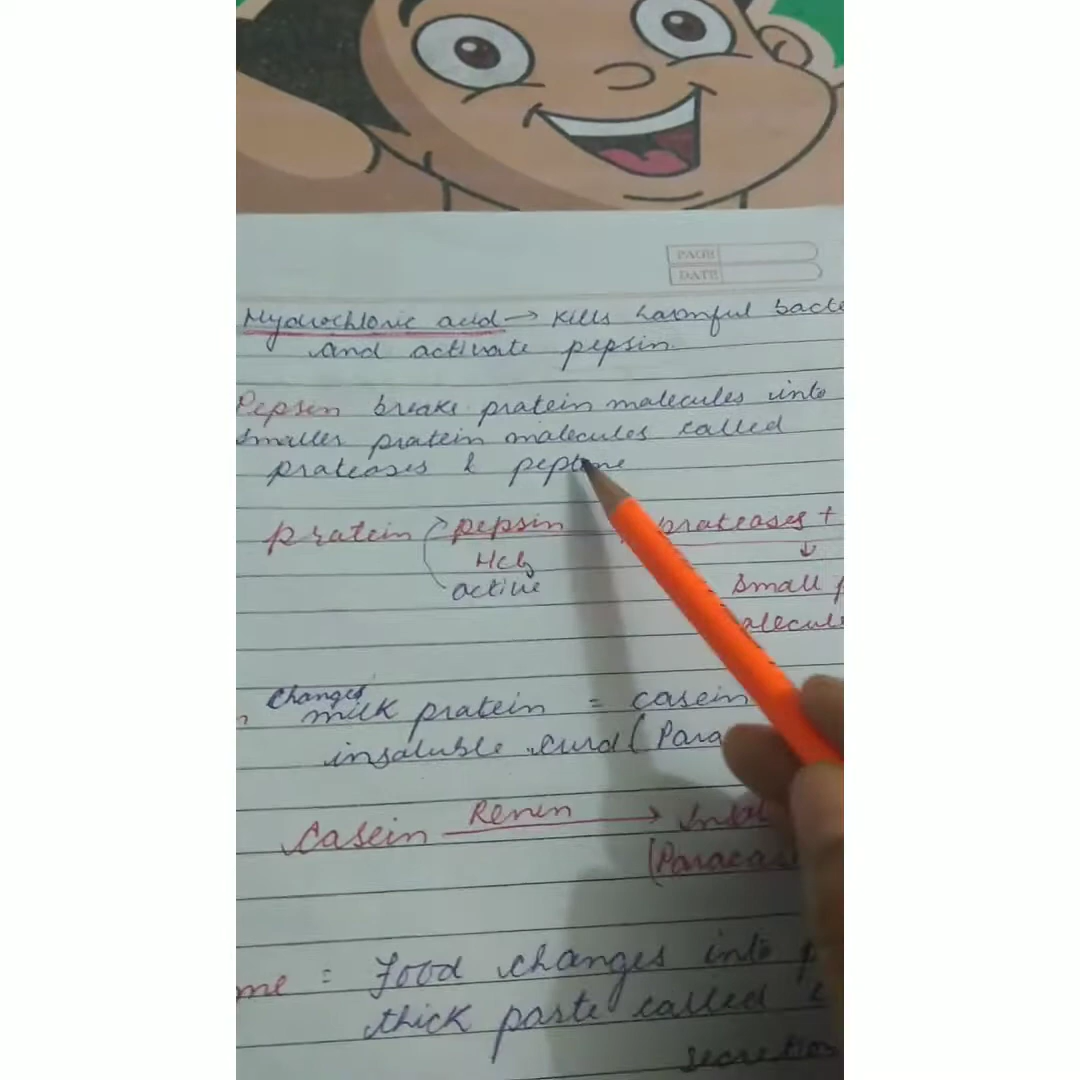 PAGE
DATE
Hydrochloric acid → kills harmful bacte
and activate pepsin.
Pepsin breaks protein molecules into
smaller protein molecules called
proteases & peptone
protein pepsin proteases +
HCl
active
small
molecul
changes
milk protein = casein
insoluble curd (Para
Casein Renin →
(Paracas
me = Food changes into
thick paste called
secretion